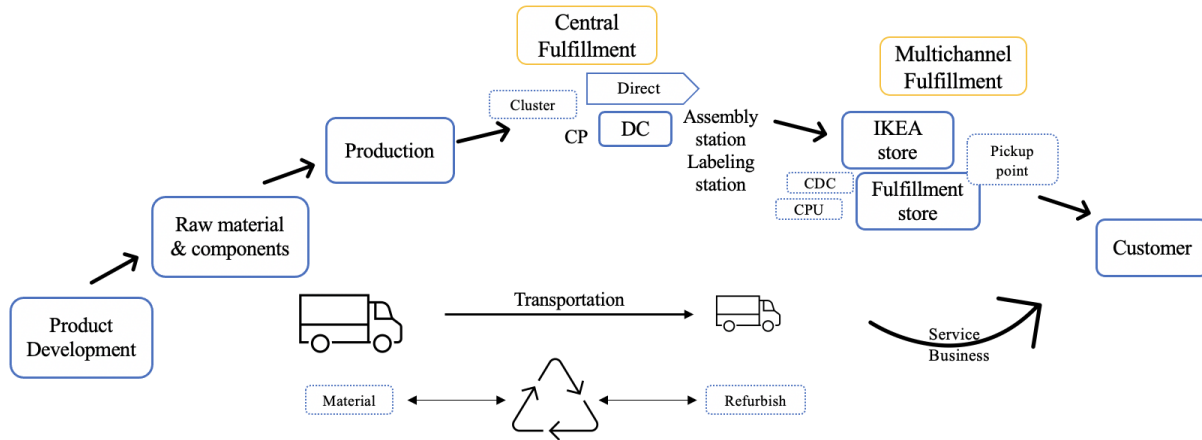 Central
Fulfillment
Multichannel
Fulfillment
Cluster
Direct
CP
DC
Assembly
station
Labeling
station
Production
IKEA
store
Pickup
point
CDC
CPU
Fulfillment
store
Raw material
& components
Customer
Product
Development
Transportation
Service
Business
Material
Refurbish